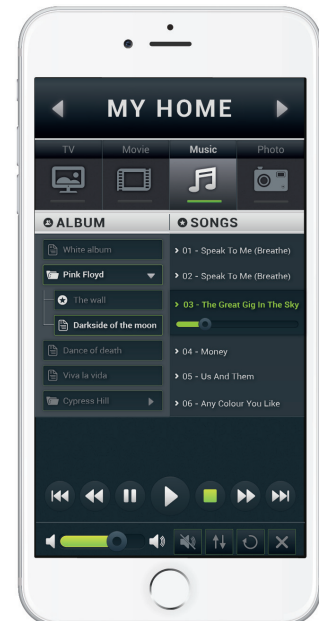 MY HOME
TV Movie Music Photo
ALBUM
SONGS
White album
Pink Floyd
The wall
Darkside of the moon
Dance of death
Viva la vida
Cypress Hill
01 - Speak To Me (Breathe)
02 - Speak To Me (Breathe)
03 - The Great Gig In The Sky
04 - Money
05 - Us And Them
06 - Any Colour You Like